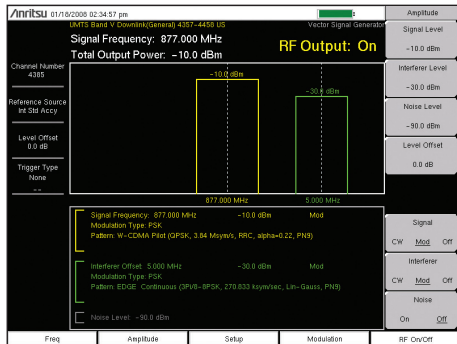 Anritsu 01/18/2008 02:34:57 pm
UMTS Band V Downlink(General) 4357-4458 US
Vector Signal Generator
Signal Frequency: 877.000 MHz
Total Output Power: -10.0 dBm
RF Output: On
Channel Number
4385
Reference Source
Int Std Accy
Level Offset
0.0 dB
Trigger Type
None
--
-10.0 dBm
-30.0 dBm
877.000 MHz
5.000 MHz
Signal Frequency: 877.000 MHz -10.0 dBm Mod
Modulation Type: PSK
Pattern: W-CDMA Pilot (QPSK, 3.84 Msym/s, RRC, alpha=0.22, PN9)
Interferer Offset: 5.000 MHz -30.0 dBm Mod
Modulation Type: PSK
Pattern: EDGE Continuous (3PI/8-8PSK, 270.833 ksym/sec, Lin-Gauss, PN9)
Noise Level: -90.0 dBm
Amplitude
Signal Level
-10.0 dBm
Interferer Level
-30.0 dBm
Noise Level
-90.0 dBm
Level Offset
0.0 dB
Signal
CW Mod Off
Interferer
CW Mod Off
Noise
On Off
Freq Amplitude Setup Modulation RF On/Off